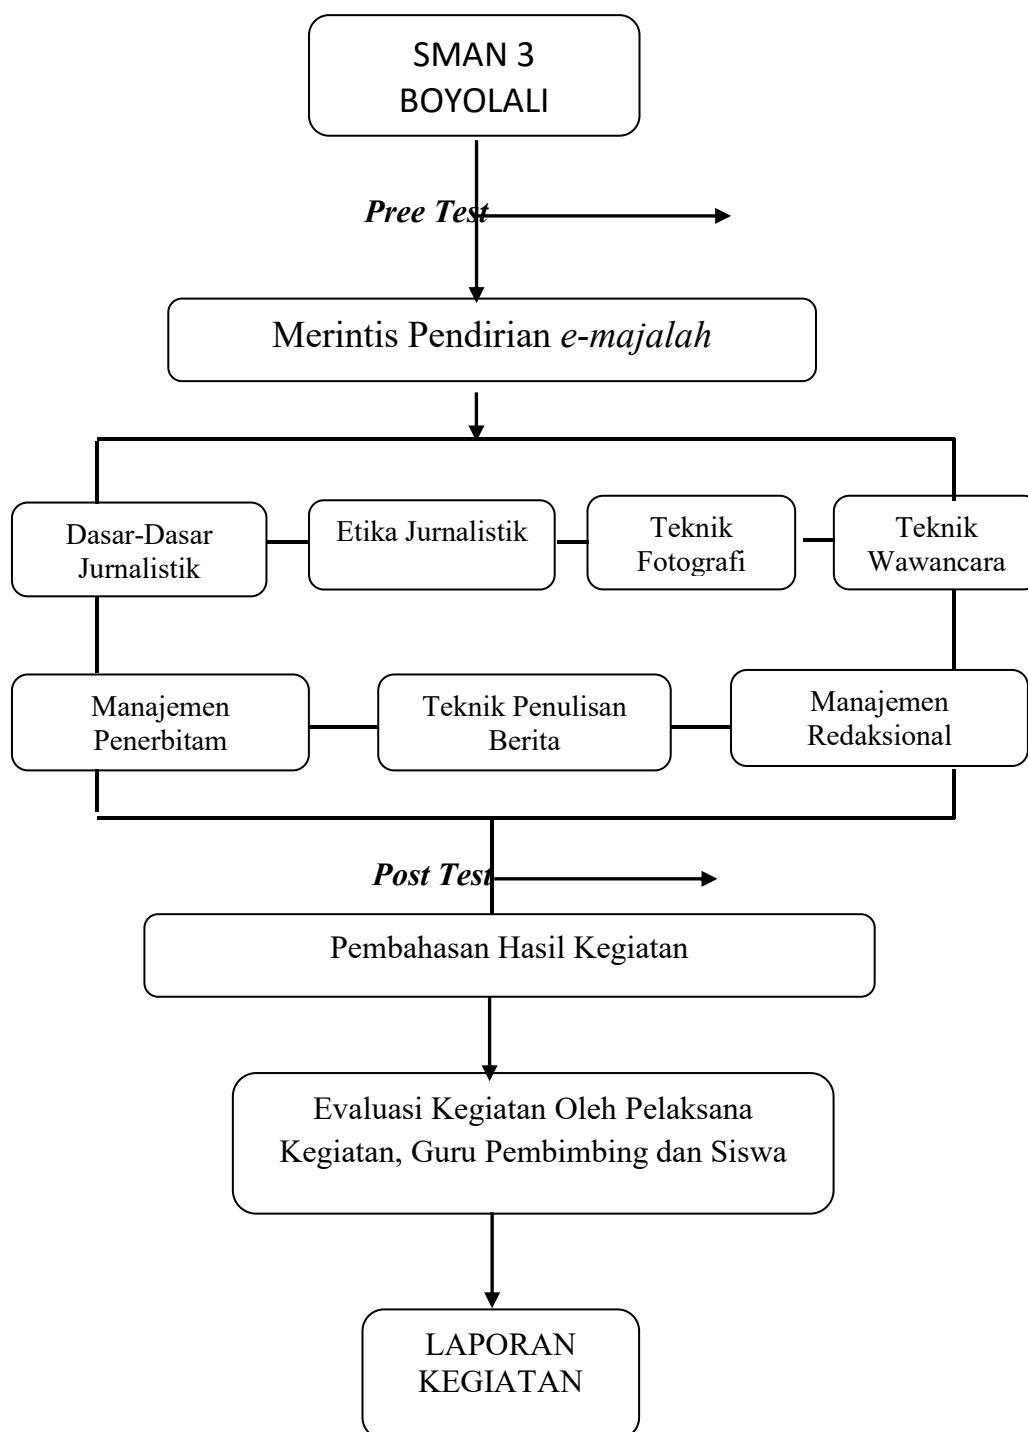 SMAN 3
BOYOLALI
Pree Test
Merintis Pendirian e-majalah
Dasar-Dasar
Jurnalistik
Etika Jurnalistik
Teknik
Fotografi
Teknik
Wawancara
Manajemen
Penerbitam
Teknik Penulisan
Berita
Manajemen
Redaksional
Post Test
Pembahasan Hasil Kegiatan
Evaluasi Kegiatan Oleh Pelaksana
Kegiatan, Guru Pembimbing dan Siswa
LAPORAN
KEGIATAN